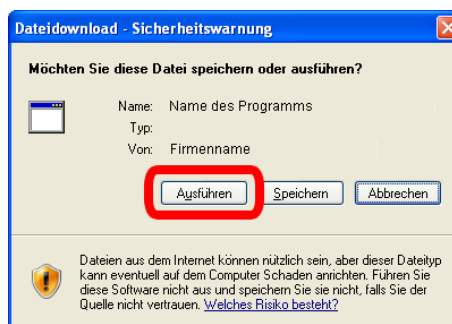 Dateidownload - Sicherheitswarnung
Möchten Sie diese Datei speichern oder ausführen?
Name: Name des Programms
Typ:
Von: Firmenname
Ausführen Speichern Abbrechen
Dateien aus dem Internet können nützlich sein, aber dieser Dateityp
kann eventuell auf dem Computer Schaden anrichten. Führen Sie
diese Software nicht aus und speichern Sie sie nicht, falls Sie der
Quelle nicht vertrauen. Welches Risiko besteht?